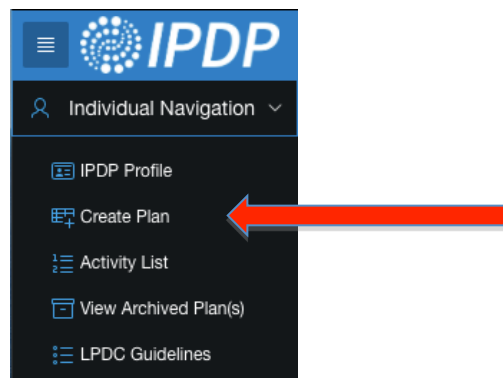 IPDP
Individual Navigation
IPDP Profile
Create Plan
Activity List
View Archived Plan(s)
LPDC Guidelines